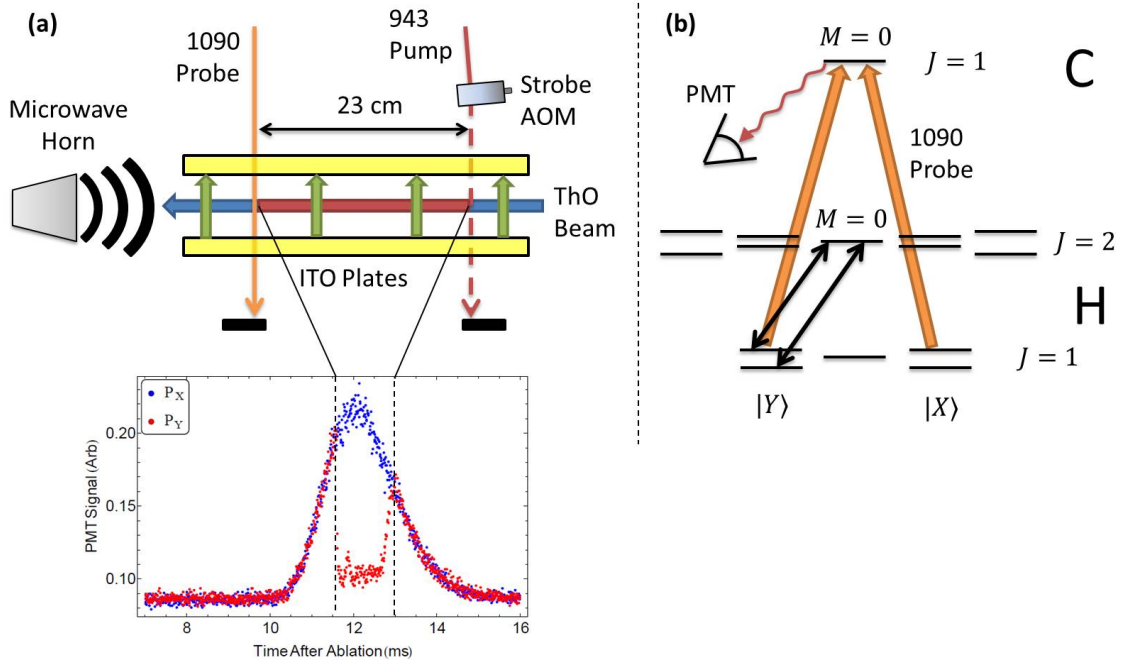 (a)
1090
Probe
943
Pump
Strobe
AOM
Microwave
Horn
23 cm
ThO
Beam
ITO Plates
P_X
P_Y
PMT Signal (Arb)
0.20
0.15
0.10
8
10
12
14
16
Time After Ablation (ms)
(b)
M = 0
J = 1
C
PMT
1090
Probe
M = 0
J = 2
H
J = 1
|Y⟩
|X⟩